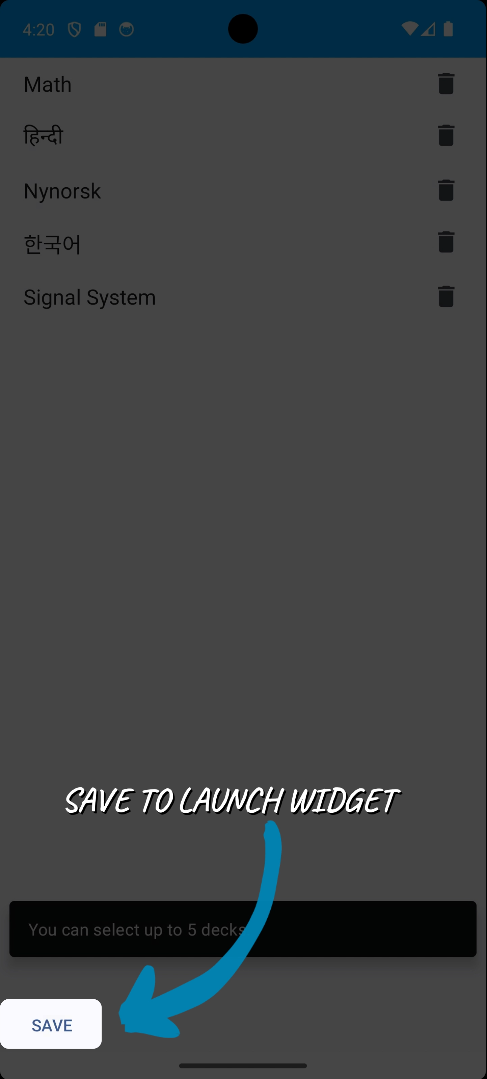 4:20
Math
हिन्दी
Nynorsk
한국어
Signal System
SAVE TO LAUNCH WIDGET
You can select up to 5 decks
SAVE